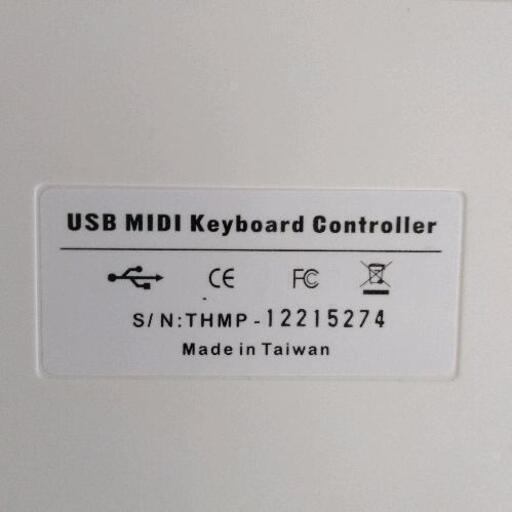 USB MIDI Keyboard Controller
CE FC
S/N:THMP-12215274
Made in Taiwan